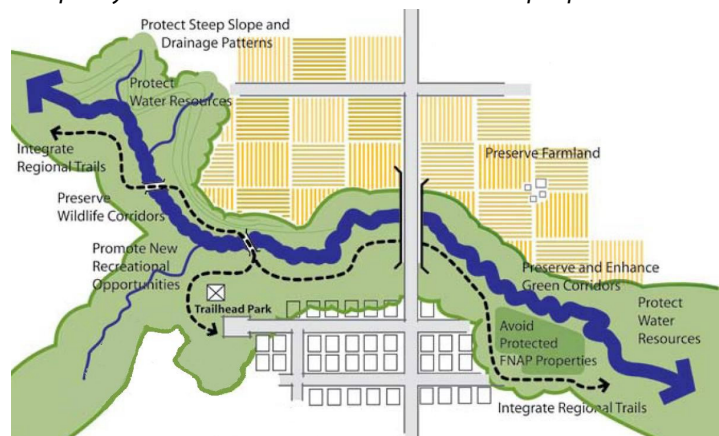 Protect Steep Slope and
Drainage Patterns
Protect
Water Resources
Integrate
Regional Trails
Preserve
Wildlife Corridors
Promote New
Recreational
Opportunities
Trailhead Park
Preserve Farmland
Preserve and Enhance
Green Corridors
Protect
Water
Resources
Avoid
Protected
FNAP Properties
Integrate Regional Trails